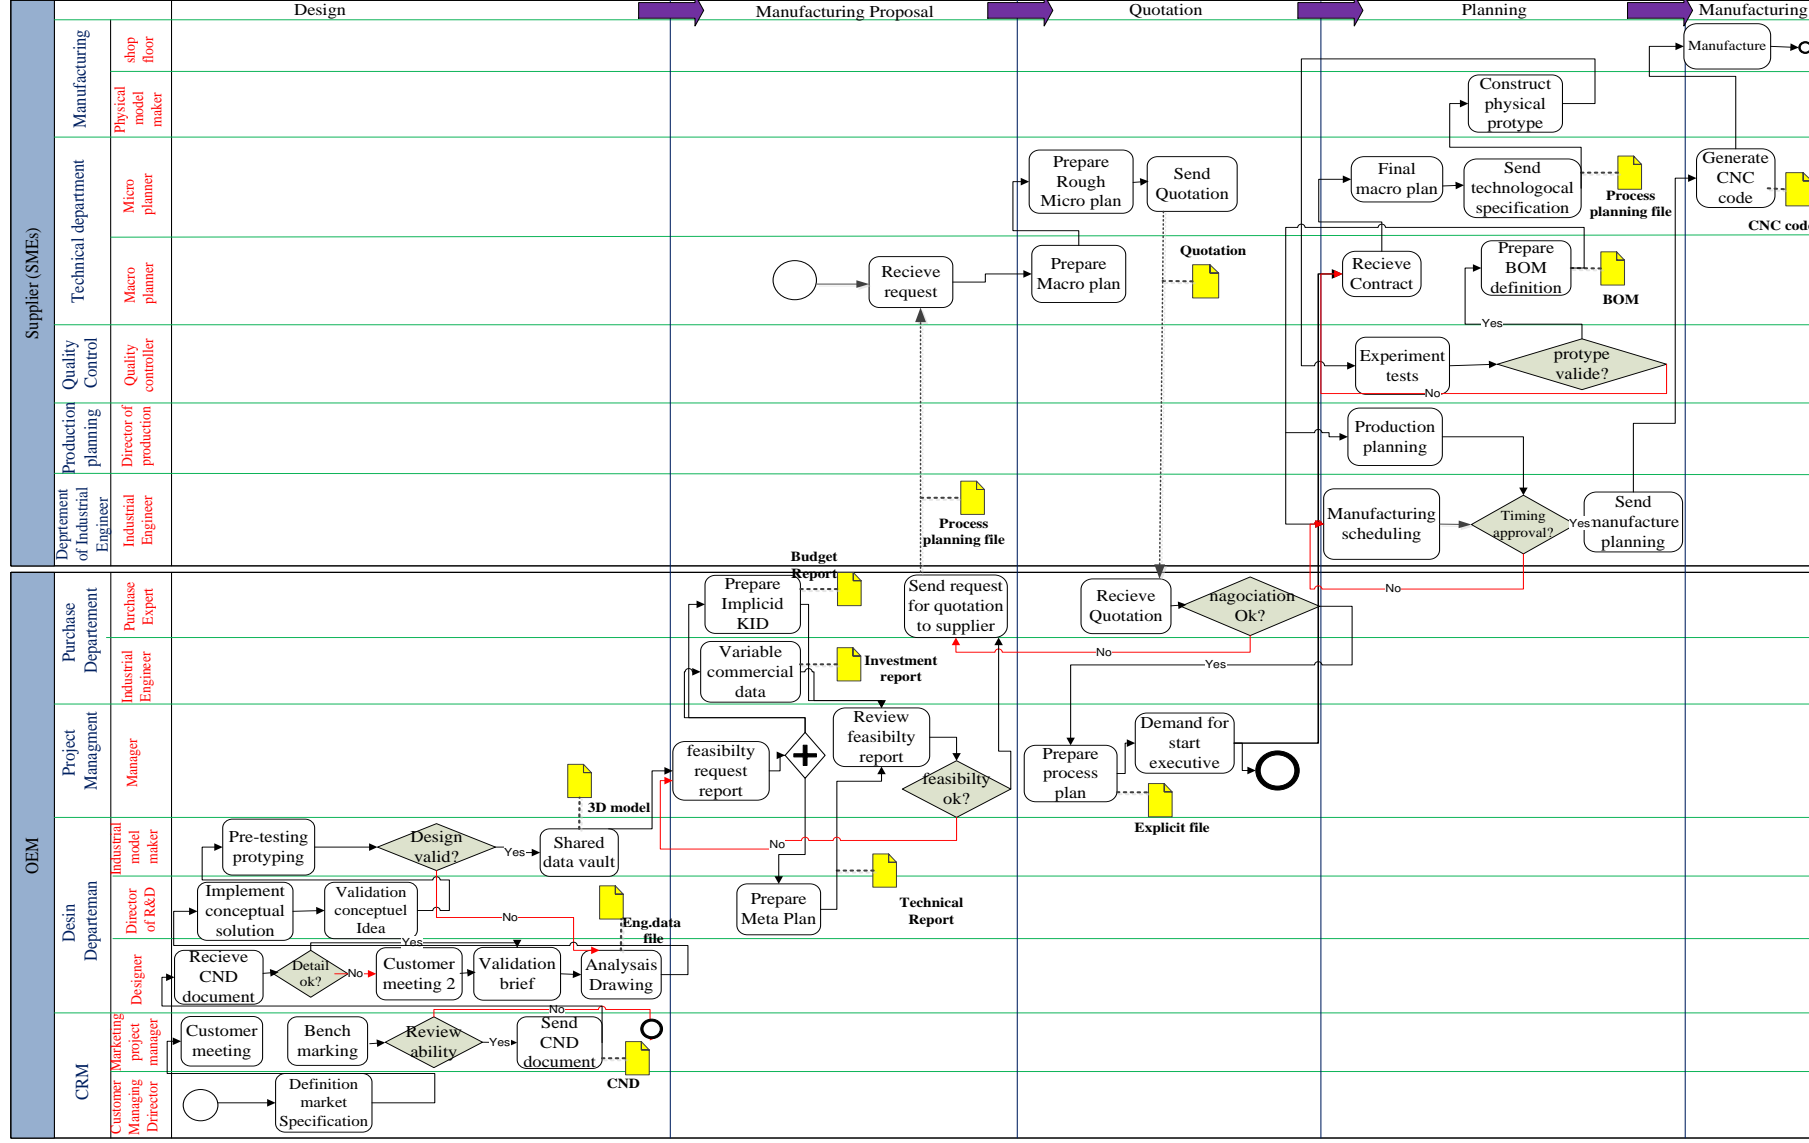 Design
Manufacturing Proposal
Quotation
Planning
Manufacturing
Supplier (SMEs)
Manufacturing
shop
floor
Manufacture
Physical
model
maker
Construct
physical
protype
Technical department
Micro
planner
Prepare
Rough
Micro plan
Send
Quotation
Final
macro plan
Send
technologocal
specification
Process
planning file
Generate
CNC
code
CNC code
Macro
planner
Recieve
request
Prepare
Macro plan
Quotation
Recieve
Contract
Prepare
BOM
definition
BOM
Quality
Control
Quality
controller
Yes
Experiment
tests
protype
valide?
No
Production
planning
Director of
production
Production
planning
Deprtement
of Industrial
Engineer
Industrial
Engineer
Process
planning file
Manufacturing
scheduling
Timing
approval?
Yes
Send
manufacture
planning
No
OEM
Purchase
Departement
Purchase
Expert
Budget
Report
Prepare
Implicid
KID
Send request
for quotation
to supplier
Recieve
Quotation
nagociation
Ok?
No
Yes
Industrial
Engineer
Variable
commercial
data
Investment
report
Project
Managment
Manager
feasibilty
request
report
Review
feasibilty
report
feasibilty
ok?
No
Prepare
process
plan
Demand for
start
executive
Explicit file
3D model
Desin
Departeman
Industrial
model
maker
Pre-testing
protyping
Design
valid?
Yes
Shared
data vault
Director
of R&D
Implement
conceptual
solution
Validation
conceptuel
Idea
No
Eng.data
file
Prepare
Meta Plan
Technical
Report
Designer
Recieve
CND
document
Detail
ok?
Yes
No
Customer
meeting 2
Validation
brief
Analysais
Drawing
CRM
Marketing
project
manager
Customer
meeting
Bench
marking
Review
ability
No
Yes
Send
CND
document
CND
Customer
Managing
Drirector
Definition
market
Specification